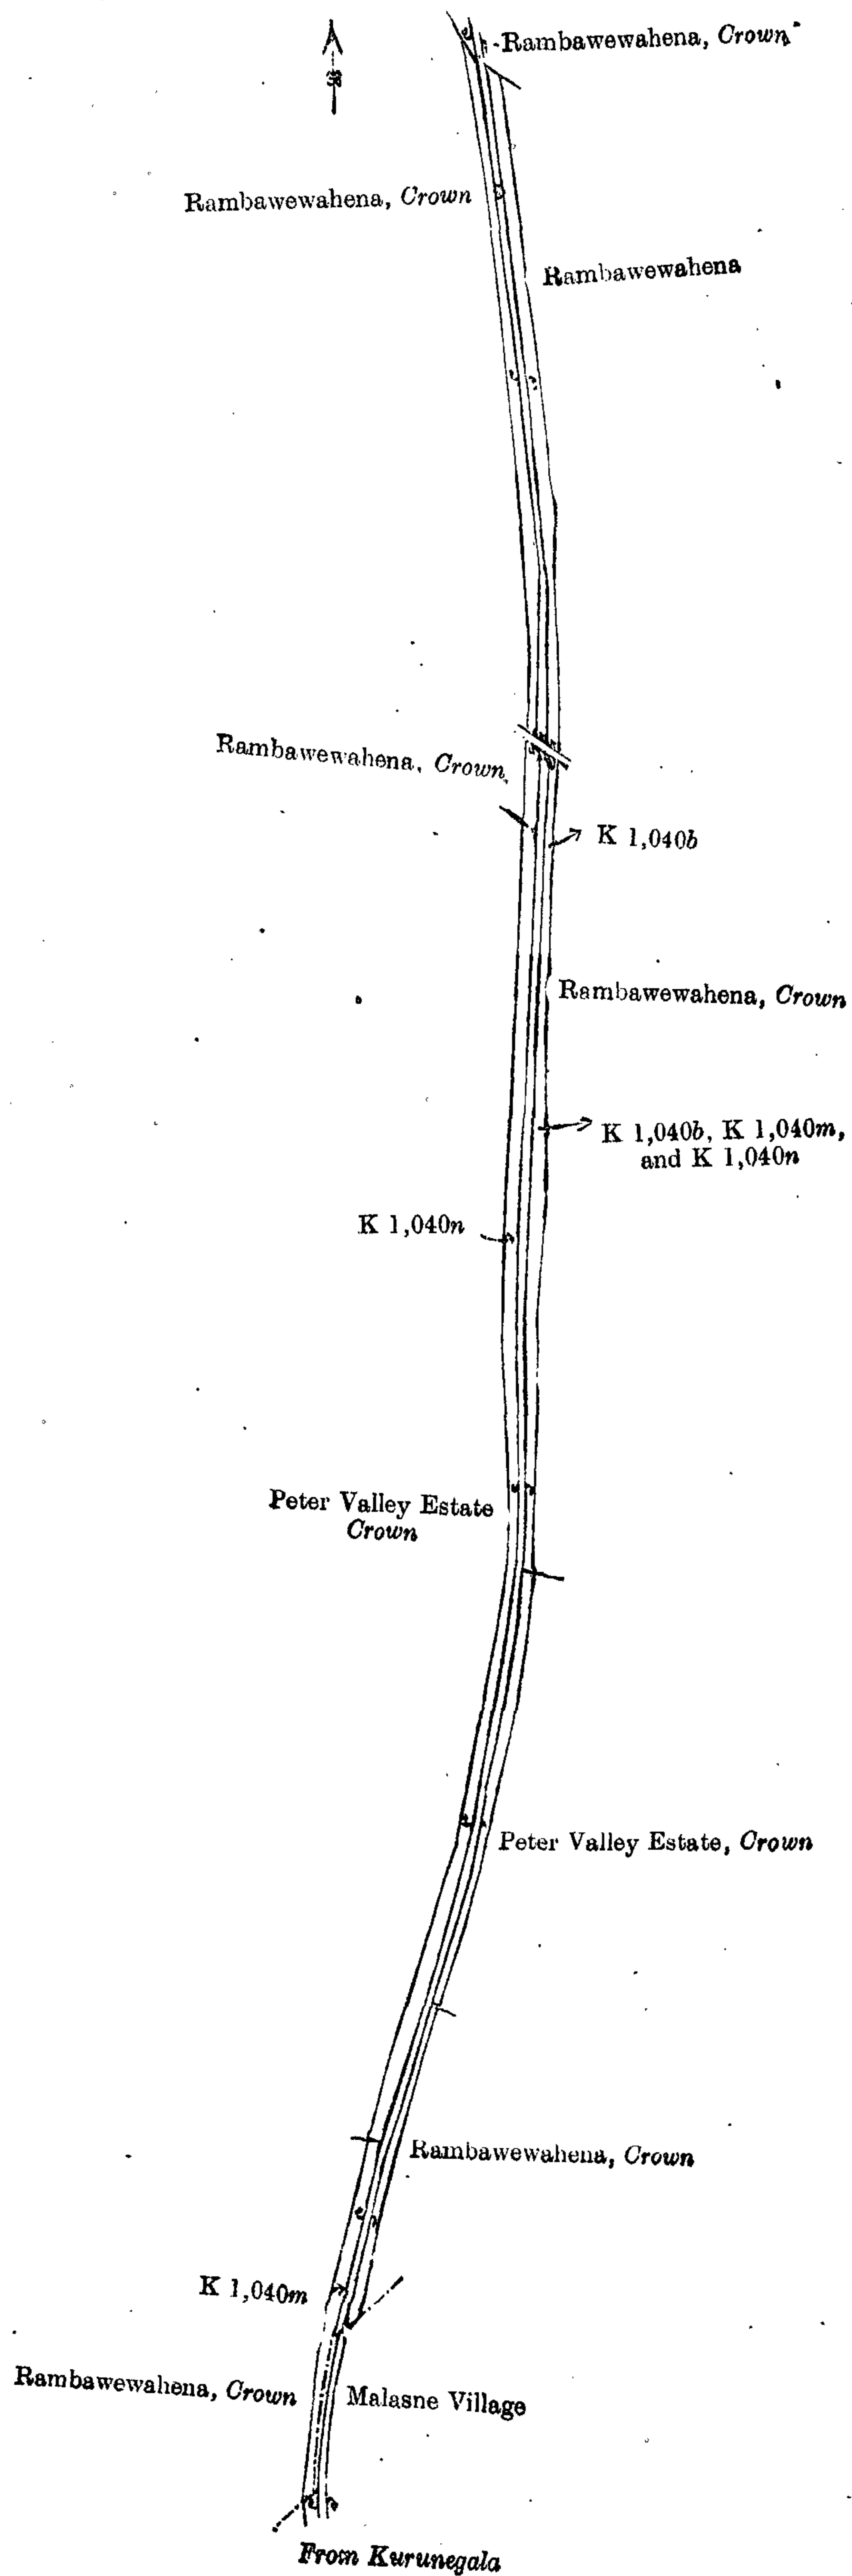 Rambawewahena, Crown
Rambawewahena, Crown
Rambawewahena
Rambawewahena, Crown
K 1,040b
Rambawewahena, Crown
K 1,040b, K 1,040m,
and K 1,040n
K 1,040n
Peter Valley Estate
Crown
Peter Valley Estate, Crown
Rambawewahena, Crown
K 1,040m
Rambawewahena, Crown
Malasne Village
From Kurunegala